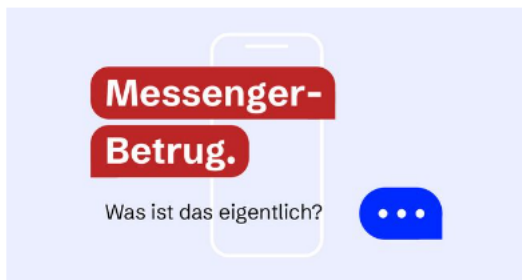 Messenger-
Betrug.
Was ist das eigentlich?